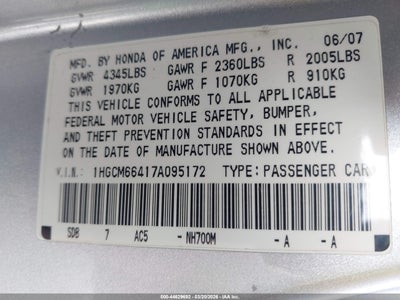 MFD. BY HONDA OF AMERICA MFG., INC. 06/07
GVWR 4345LBS GAWR F 2360LBS R 2005LBS
GVWR 1970KG GAWR F 1070KG R 910KG
THIS VEHICLE CONFORMS TO ALL APPLICABLE
FEDERAL MOTOR VEHICLE SAFETY, BUMPER,
AND THEFT PREVENTION STANDARDS IN EFFECT
ON THE DATE OF MANUFACTURE SHOWN ABOVE.
V.I.N.: 1HGCM66417A095172 TYPE: PASSENGER CAR
SDB 7 AC5 - NH700M - A - A